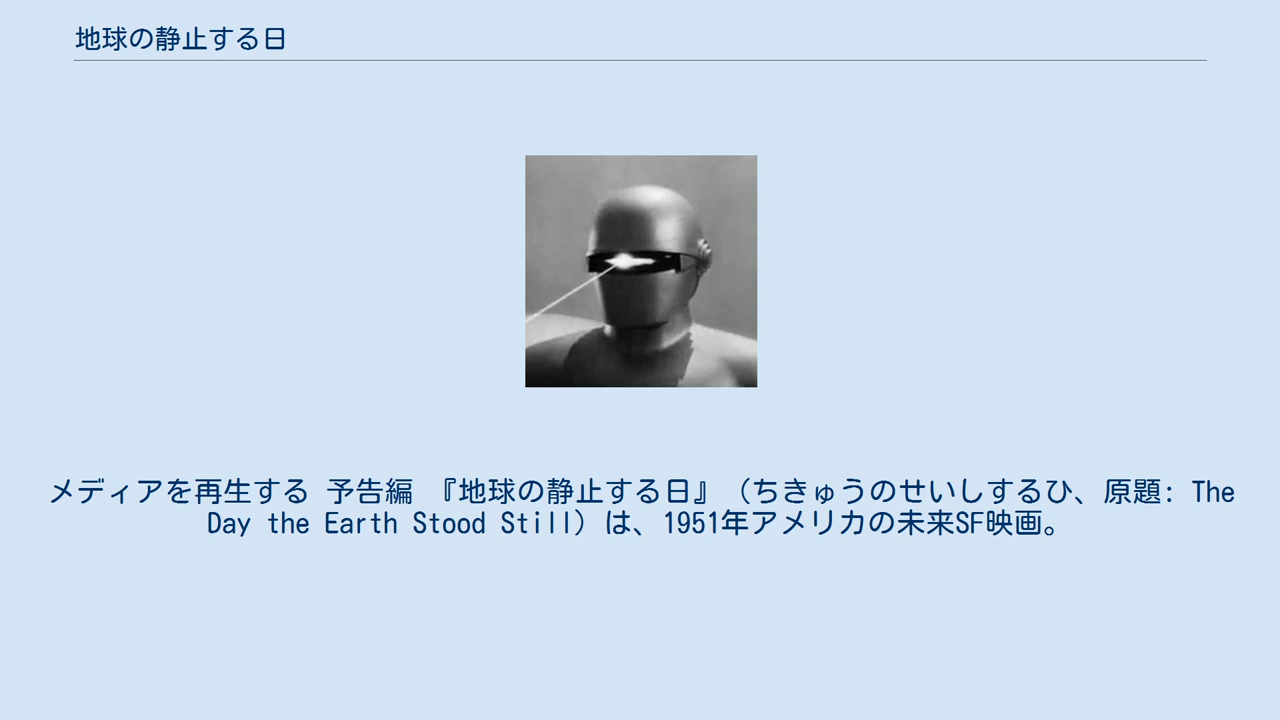 地球の静止する日
メディアを再生する 予告編 『地球の静止する日』（ちきゅうのせいしするひ、原題: The
Day the Earth Stood Still）は、1951年アメリカの未来SF映画。